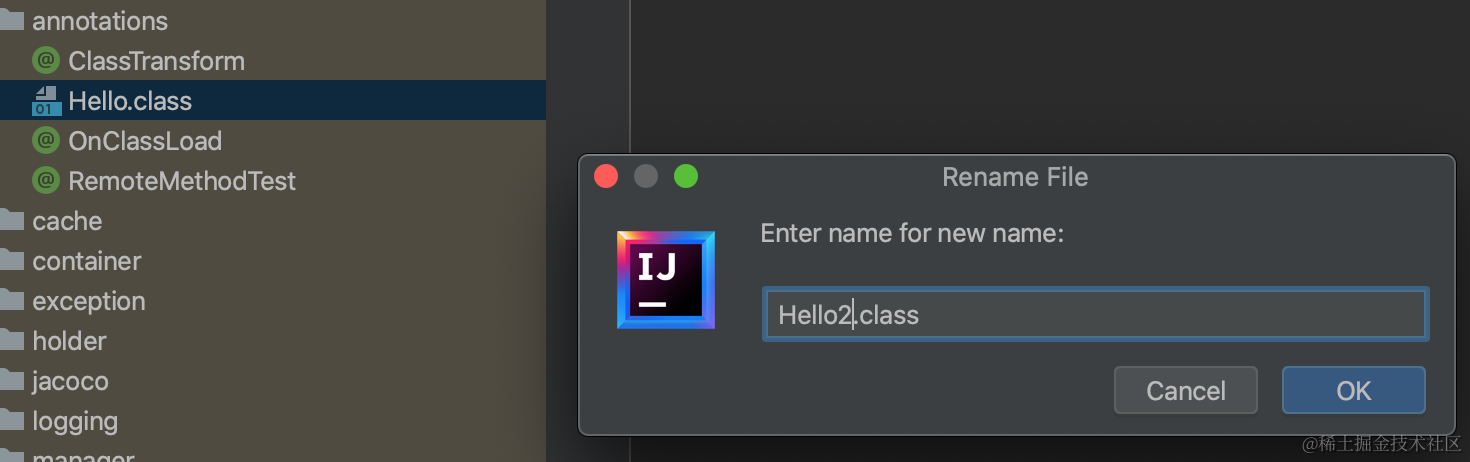 annotations
ClassTransform
01
Hello.class
OnClassLoad
RemoteMethodTest
cache
container
exception
holder
jacoco
logging
manager
Rename File
IJ
Enter name for new name:
Hello2.class
Cancel
OK
@稀土掘金技术社区